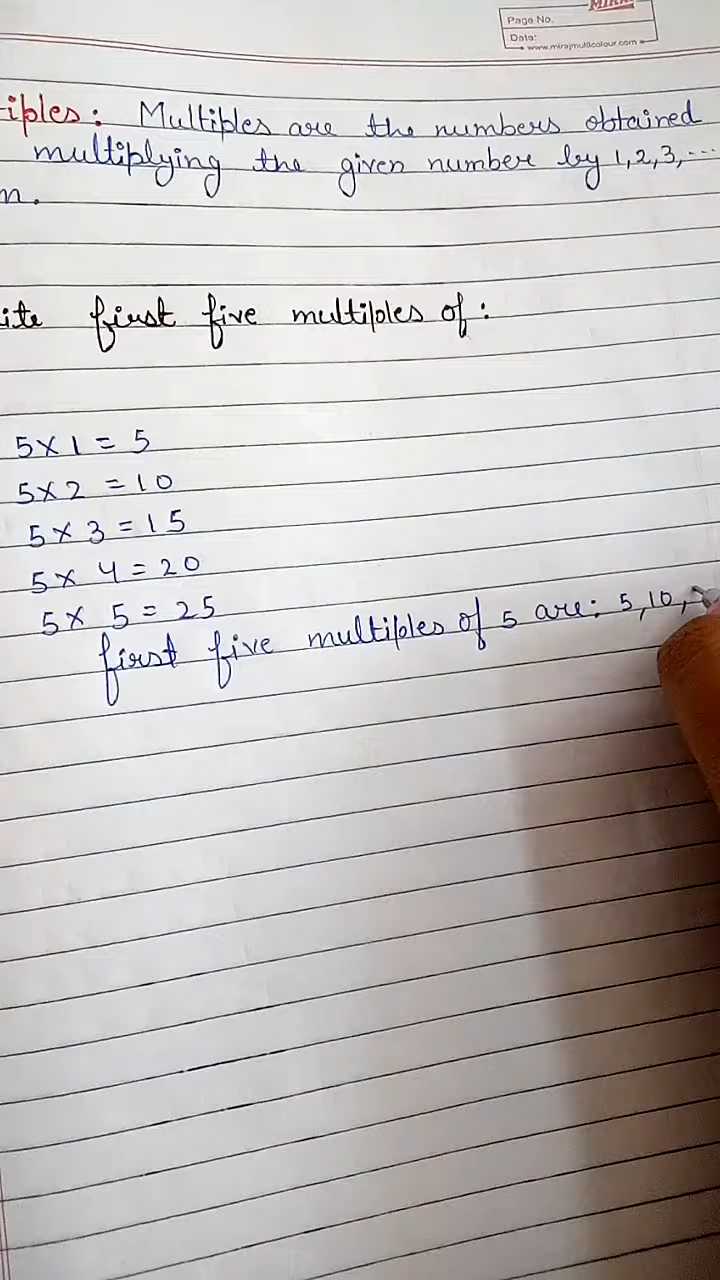 Page No.
Date:
www.mirajmulticolour.com
iples: Multiples are the numbers obtained
multiplying the given number by 1, 2, 3, ...
n.
ite first five multiples of:
5 × 1 = 5
5 × 2 = 10
5 × 3 = 15
5 × 4 = 20
5 × 5 = 25
first five multiples of 5 are: 5, 10,